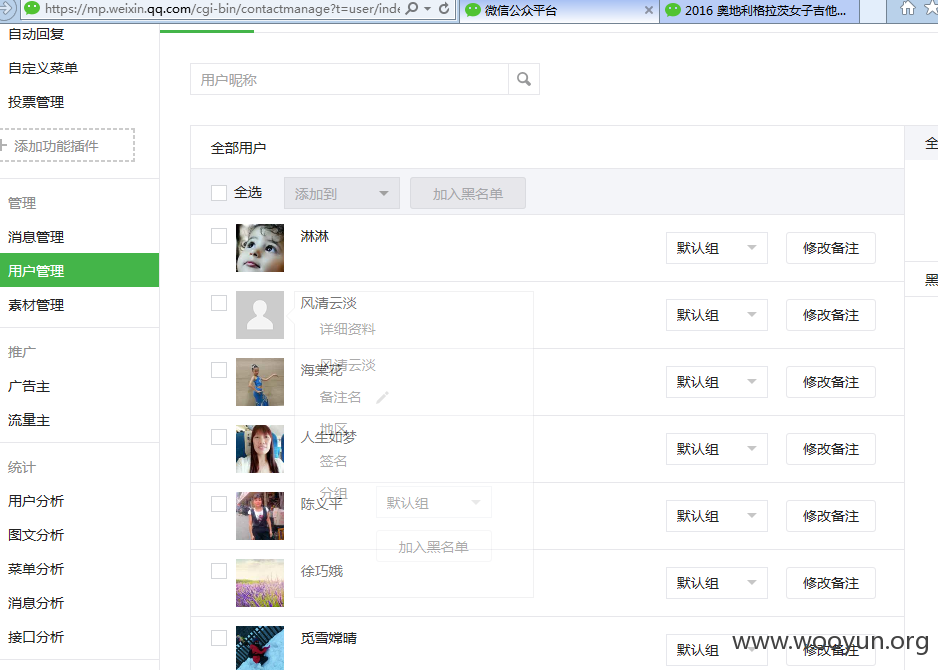 https://mp.weixin.qq.com/cgi-bin/contactmanage?t=user/inde
微信公众平台
2016 奥地利格拉茨女子吉他...
自动回复
自定义菜单
投票管理
添加功能插件
管理
消息管理
用户管理
素材管理
推广
广告主
流量主
统计
用户分析
图文分析
菜单分析
消息分析
接口分析
用户昵称
全部用户
全
全选
添加到
加入黑名单
淋淋
默认组
修改备注
黑
风清云淡
默认组
修改备注
详细资料
风清云淡
海棠花
默认组
修改备注
备注名
地区
人生如梦
默认组
修改备注
签名
分组
陈义平
默认组
默认组
修改备注
加入黑名单
徐巧娥
默认组
修改备注
觅雪嫦晴
默认组
修改备注
www.wooyun.org